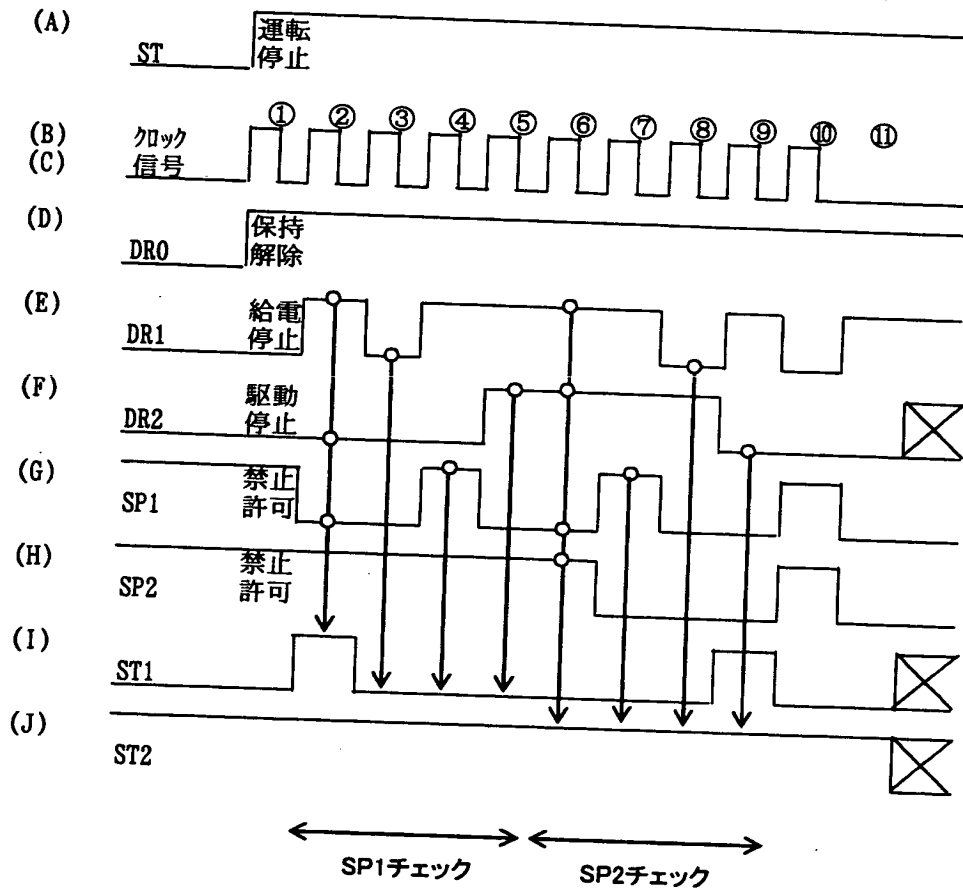 (A)
ST
運転
停止
① ② ③ ④ ⑤ ⑥ ⑦ ⑧ ⑨ ⑩ ⑪
(B)
(C)
クロック
信号
(D)
DR0
保持
解除
(E)
DR1
給電
停止
(F)
DR2
駆動
停止
(G)
SP1
禁止
許可
(H)
SP2
禁止
許可
(I)
ST1
(J)
ST2
SP1チェック
SP2チェック